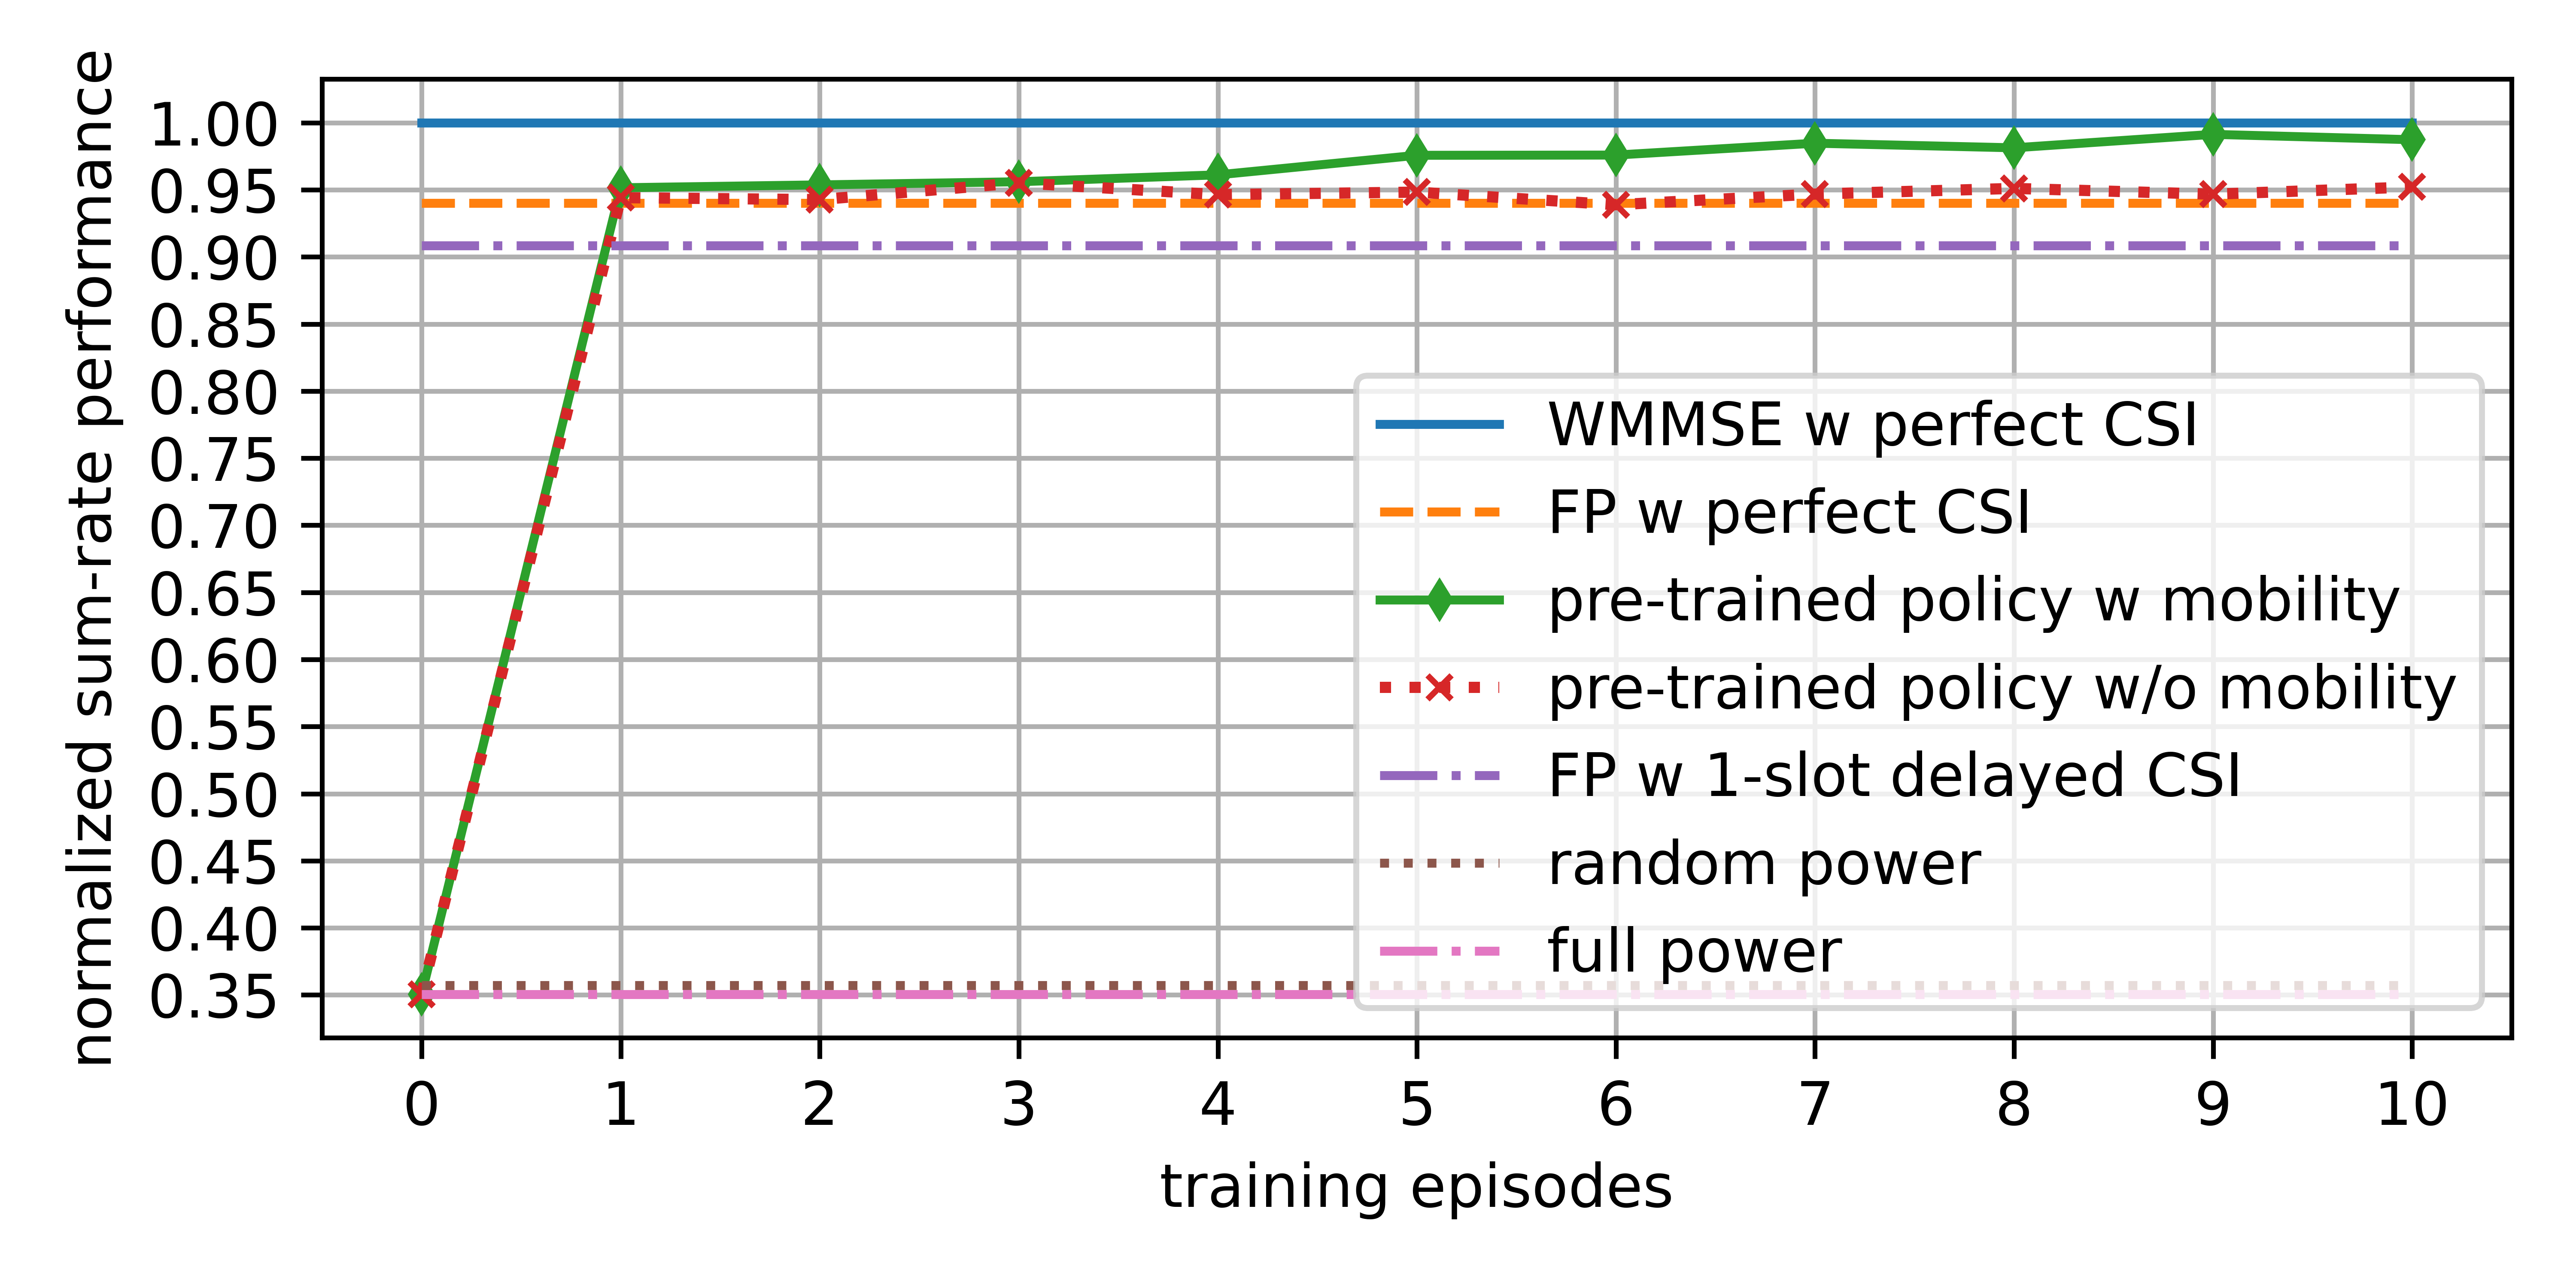 normalized sum-rate performance
1.00
0.95
0.90
0.85
0.80
0.75
0.70
0.65
0.60
0.55
0.50
0.45
0.40
0.35
WMMSE w perfect CSI
FP w perfect CSI
pre-trained policy w mobility
pre-trained policy w/o mobility
FP w 1-slot delayed CSI
random power
full power
0 1 2 3 4 5 6 7 8 9 10
training episodes